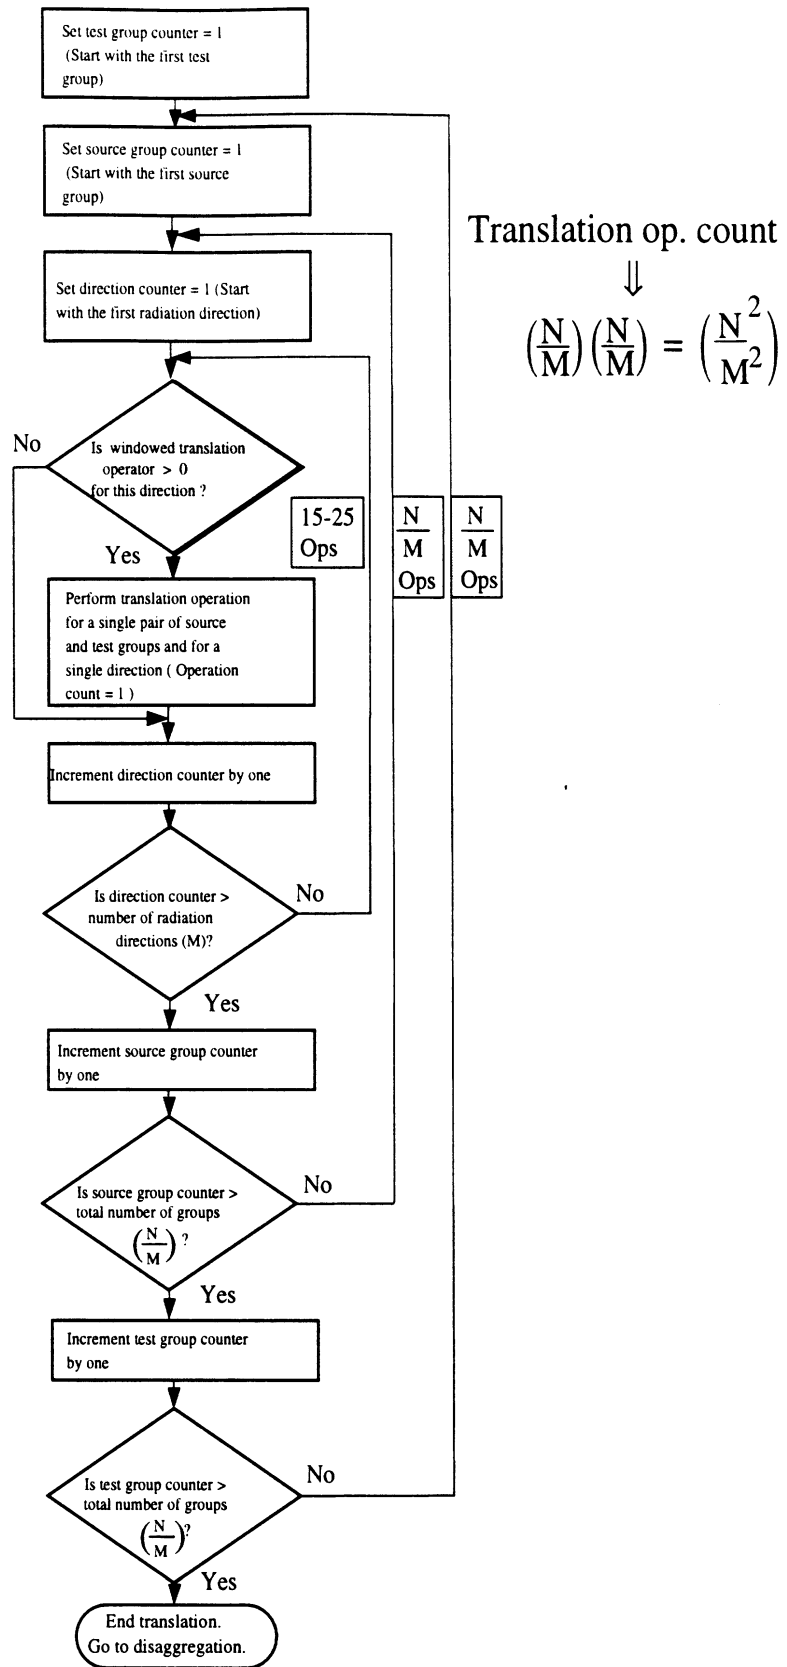 Set test group counter = 1
(Start with the first test
group)
Set source group counter = 1
(Start with the first source
group)
Translation op. count
⇓
(N/M)(N/M) = (N²/M²)
Set direction counter = 1 (Start
with the first radiation direction)
No
Is windowed translation
operator > 0
for this direction ?
15-25
Ops
N
M
Ops
N
M
Ops
Yes
Perform translation operation
for a single pair of source
and test groups and for a
single direction ( Operation
count = 1 )
Increment direction counter by one
Is direction counter >
number of radiation
directions (M)?
No
Yes
Increment source group counter
by one
Is source group counter >
total number of groups
(N/M) ?
No
Yes
Increment test group counter
by one
Is test group counter >
total number of groups
(N/M)?
No
Yes
End translation.
Go to disaggregation.